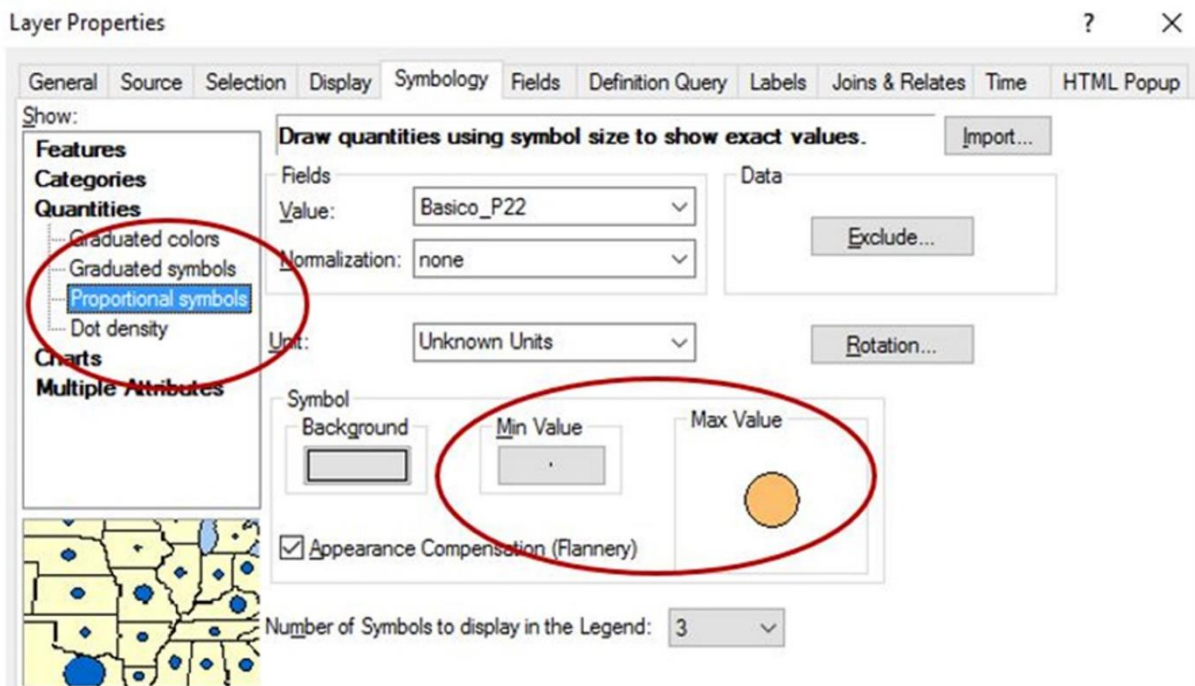 Layer Properties ? ×
General Source Selection Display Symbology Fields Definition Query Labels Joins & Relates Time HTML Popup
Show:
Features
Categories
Quantities
Graduated colors
Graduated symbols
Proportional symbols
Dot density
Charts
Multiple Attributes
Draw quantities using symbol size to show exact values.
Import...
Fields
Value: Basico_P22
Normalization: none
Data
Exclude...
Unit: Unknown Units
Rotation...
Symbol
Background
Min Value
Max Value
Appearance Compensation (Flannery)
Number of Symbols to display in the Legend: 3